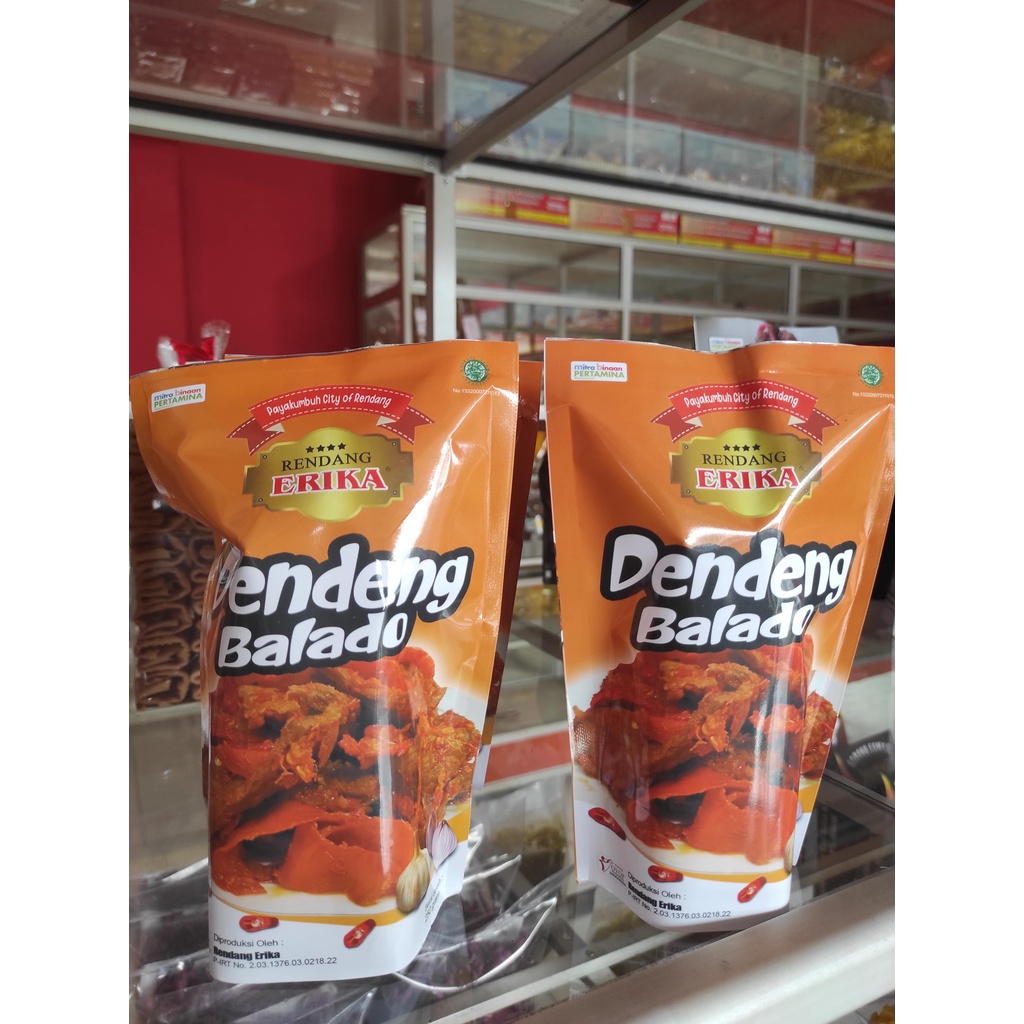 mitra binaan
PERTAMINA
Payakumbuh City of Rendang
RENDANG
ERIKA
Dendeng
Balado
Diproduksi Oleh :
Rendang Erika
P-IRT No. 2.03.1376.03.0218.22
mitra binaan
PERTAMINA
Payakumbuh City of Rendang
RENDANG
ERIKA
Dendeng
Balado
Diproduksi Oleh :
Rendang Erika
P-IRT No. 2.03.1376.03.0218.22